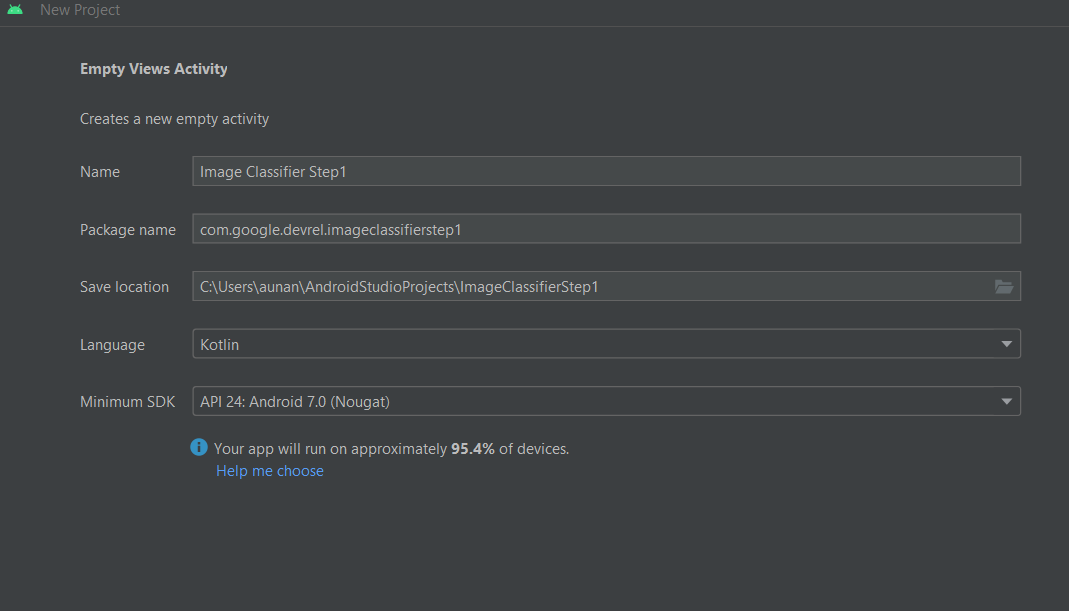 New Project
Empty Views Activity
Creates a new empty activity
Name Image Classifier Step1
Package name com.google.devrel.imageclassifierstep1
Save location C:\Users\aunan\AndroidStudioProjects\ImageClassifierStep1
Language Kotlin
Minimum SDK API 24: Android 7.0 (Nougat)
Your app will run on approximately 95.4% of devices.
Help me choose